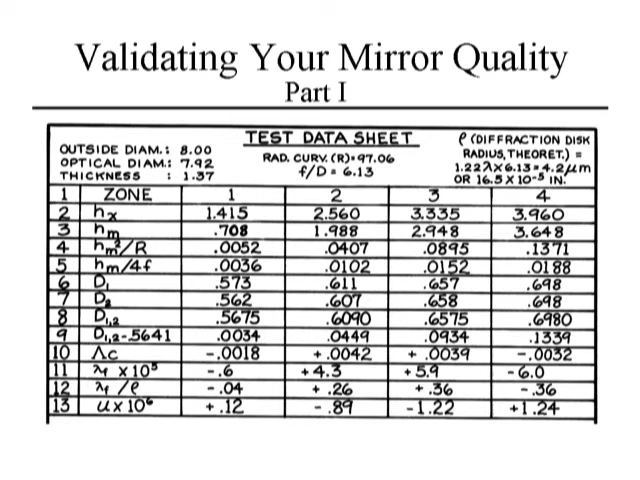 Validating Your Mirror Quality
Part I
TEST DATA SHEET
OUTSIDE DIAM.: 8.00
OPTICAL DIAM.: 7.92
THICKNESS : 1.37
RAD. CURV. (R)=97.06
f/D = 6.13
ρ (DIFFRACTION DISK
RADIUS, THEORET.) =
1.22λ×6.13=4.2μm
OR 16.5 × 10⁻⁵ IN.
1 ZONE 1 2 3 4
2 hx 1.415 2.560 3.335 3.960
3 hm .708 1.988 2.948 3.648
4 hm²/R .0052 .0407 .0895 .1371
5 hm/4f .0036 .0102 .0152 .0188
6 D₁ .573 .611 .657 .698
7 D₂ .562 .607 .658 .698
8 D₁,₂ .5675 .6090 .6575 .6980
9 D₁,₂-.5641 .0034 .0449 .0934 .1339
10 Λc -.0018 +.0042 +.0039 -.0032
11 λf ×10⁵ -.6 +4.3 +5.9 -6.0
12 λf/ρ -.04 +.26 +.36 -.36
13 u×10⁶ +.12 -.89 -1.22 +1.24